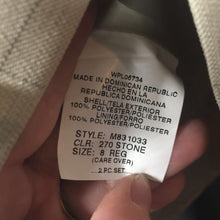 WPL06734
MADE IN DOMINICAN REPUBLIC
HECHO EN LA
REPUBLICA DOMINICANA
SHELL/TELA EXTERIOR
100% POLYESTER/POLIESTER
LINING/FORRO
100% POLYESTER/POLIESTER
STYLE: M831033
CLR: 270 STONE
SIZE: 8 REG
(CARE OVER)
2 PC SET